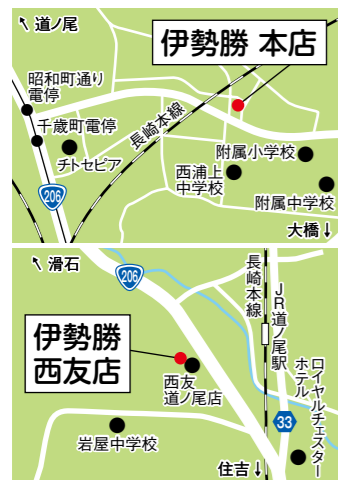 ↖ 道ノ尾
伊勢勝 本店
昭和町通り
電停
千歳町電停
チトセピア
長崎本線
206
附属小学校
西浦上
中学校
附属中学校
大橋↓
↖ 滑石
206
長崎本線
JR道ノ尾駅
伊勢勝
西友店
西友
道ノ尾店
ロイヤルチェスター
ホテル
33
岩屋中学校
住吉↓